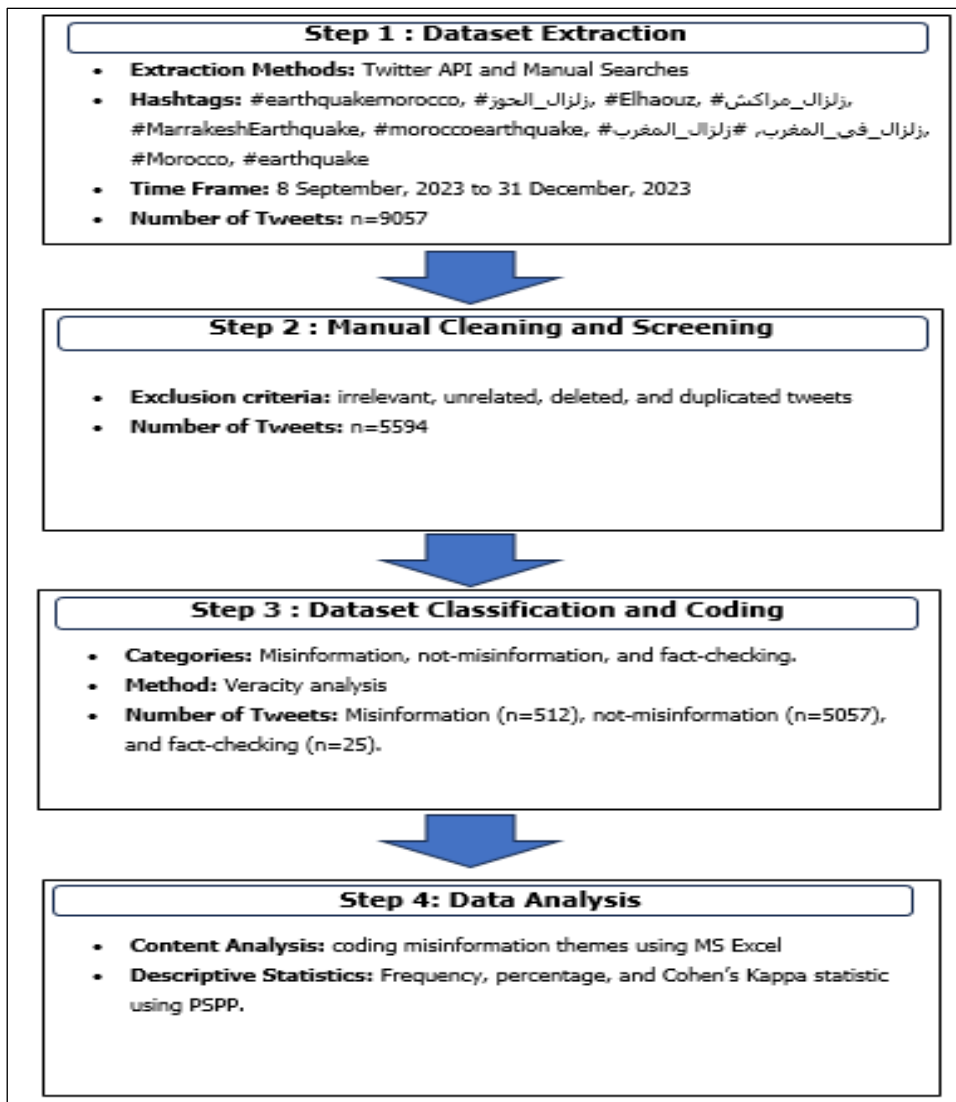 Step 1 : Dataset Extraction
• Extraction Methods: Twitter API and Manual Searches
• Hashtags: #earthquakemorocco, #زلزال_الحوز, #Elhaouz, #زلزال_مراكش,
#MarrakeshEarthquake, #moroccoearthquake, #زلزال_المغرب, #زلزال_في_المغرب,
#Morocco, #earthquake
• Time Frame: 8 September, 2023 to 31 December, 2023
• Number of Tweets: n=9057
Step 2 : Manual Cleaning and Screening
• Exclusion criteria: irrelevant, unrelated, deleted, and duplicated tweets
• Number of Tweets: n=5594
Step 3 : Dataset Classification and Coding
• Categories: Misinformation, not-misinformation, and fact-checking.
• Method: Veracity analysis
• Number of Tweets: Misinformation (n=512), not-misinformation (n=5057),
and fact-checking (n=25).
Step 4: Data Analysis
• Content Analysis: coding misinformation themes using MS Excel
• Descriptive Statistics: Frequency, percentage, and Cohen's Kappa statistic
using PSPP.